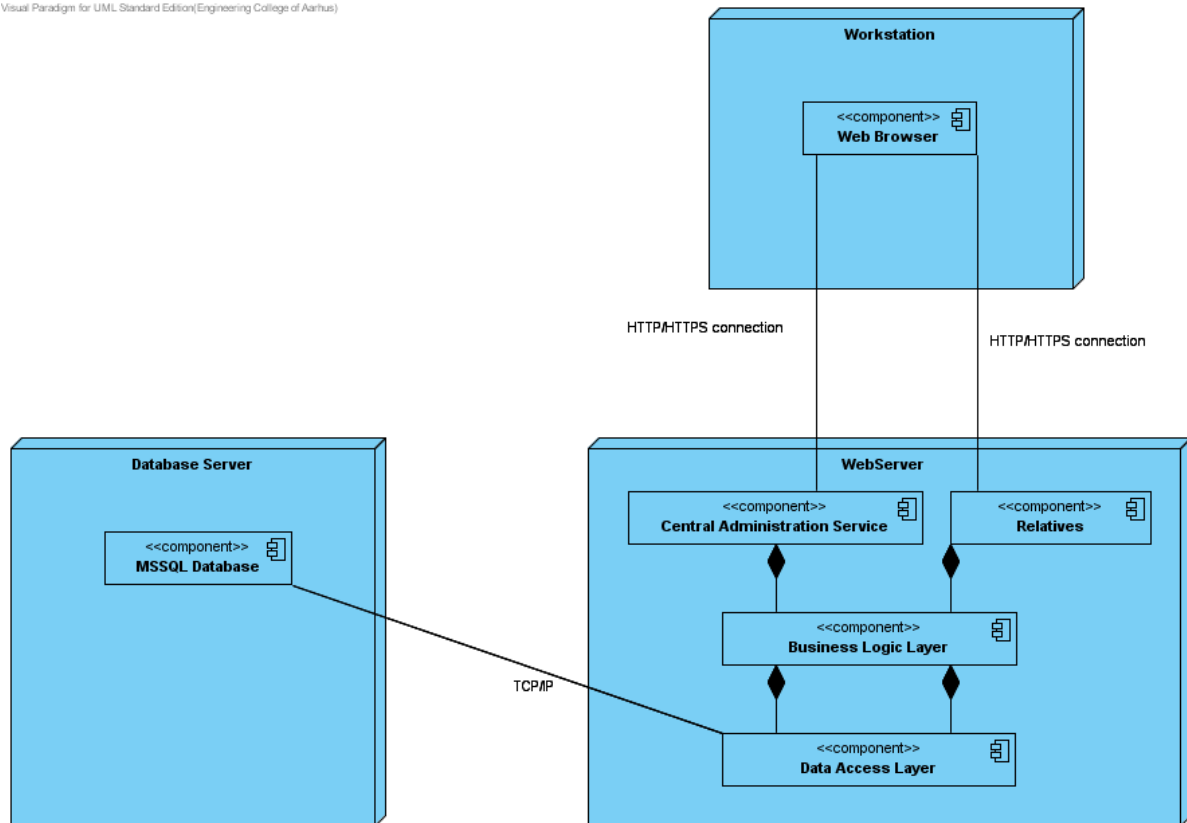 Visual Paradigm for UML Standard Edition(Engineering College of Aarhus)
Workstation
<<component>>
Web Browser
HTTP/HTTPS connection
HTTP/HTTPS connection
Database Server
<<component>>
MSSQL Database
TCP/IP
WebServer
<<component>>
Central Administration Service
<<component>>
Relatives
<<component>>
Business Logic Layer
<<component>>
Data Access Layer